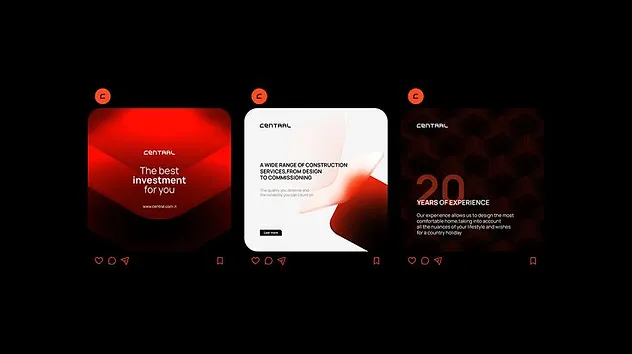 CENTRAL
The best
investment
for you
www.central.com
CENTRAL
A WIDE RANGE OF CONSTRUCTION
SERVICES,FROM DESIGN
TO COMMISSIONING
The quality you deserve and
the reliability you can count on
CENTRAL
20
YEARS OF EXPERIENCE
Our experience allows us to design the most
comfortable home,taking into account
all the nuances of your lifestyle and wishes
for a country holiday